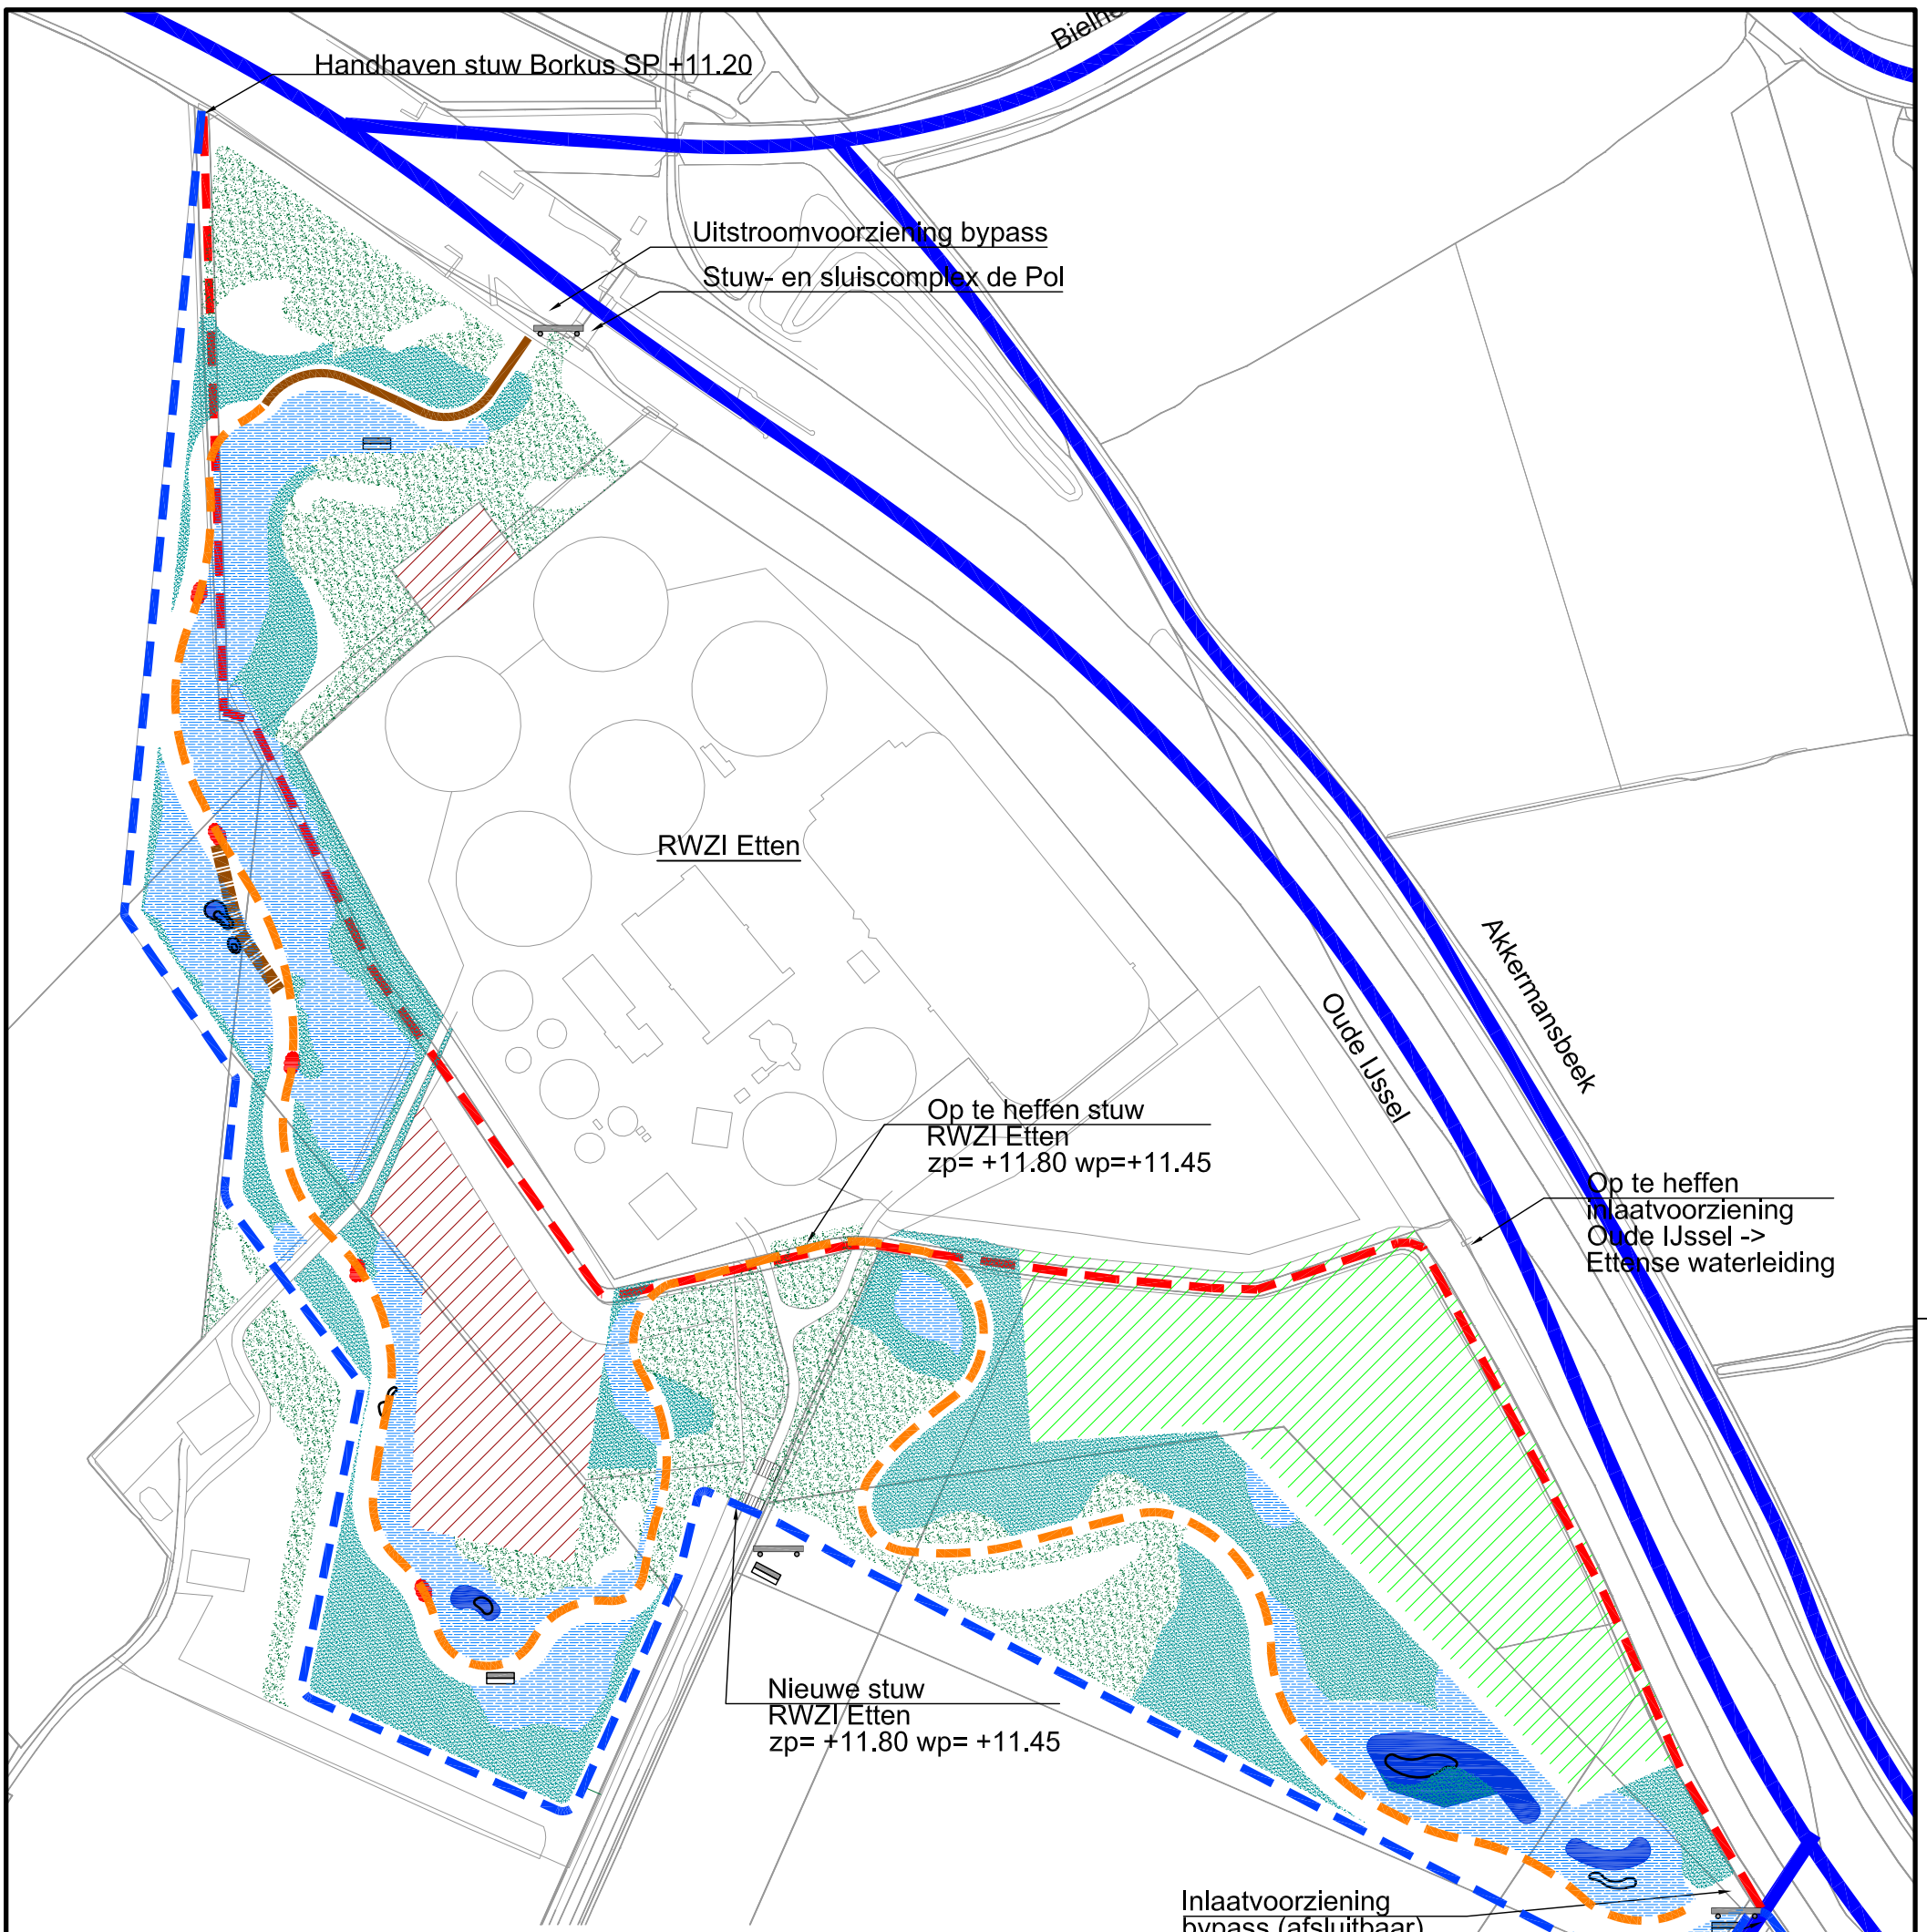 Handhaven stuw Borkus SP +11.20
Uitstroomvoorziening bypass
Stuw- en sluiscomplex de Pol
RWZI Etten
Akkermansbeek
Oude IJssel
Op te heffen stuw
RWZI Etten
zp= +11.80 wp=+11.45
Op te heffen
inlaatvoorziening
Oude IJssel ->
Ettense waterleiding
Nieuwe stuw
RWZI Etten
zp= +11.80 wp= +11.45
Inlaatvoorziening
bypass (afsluitbaar)